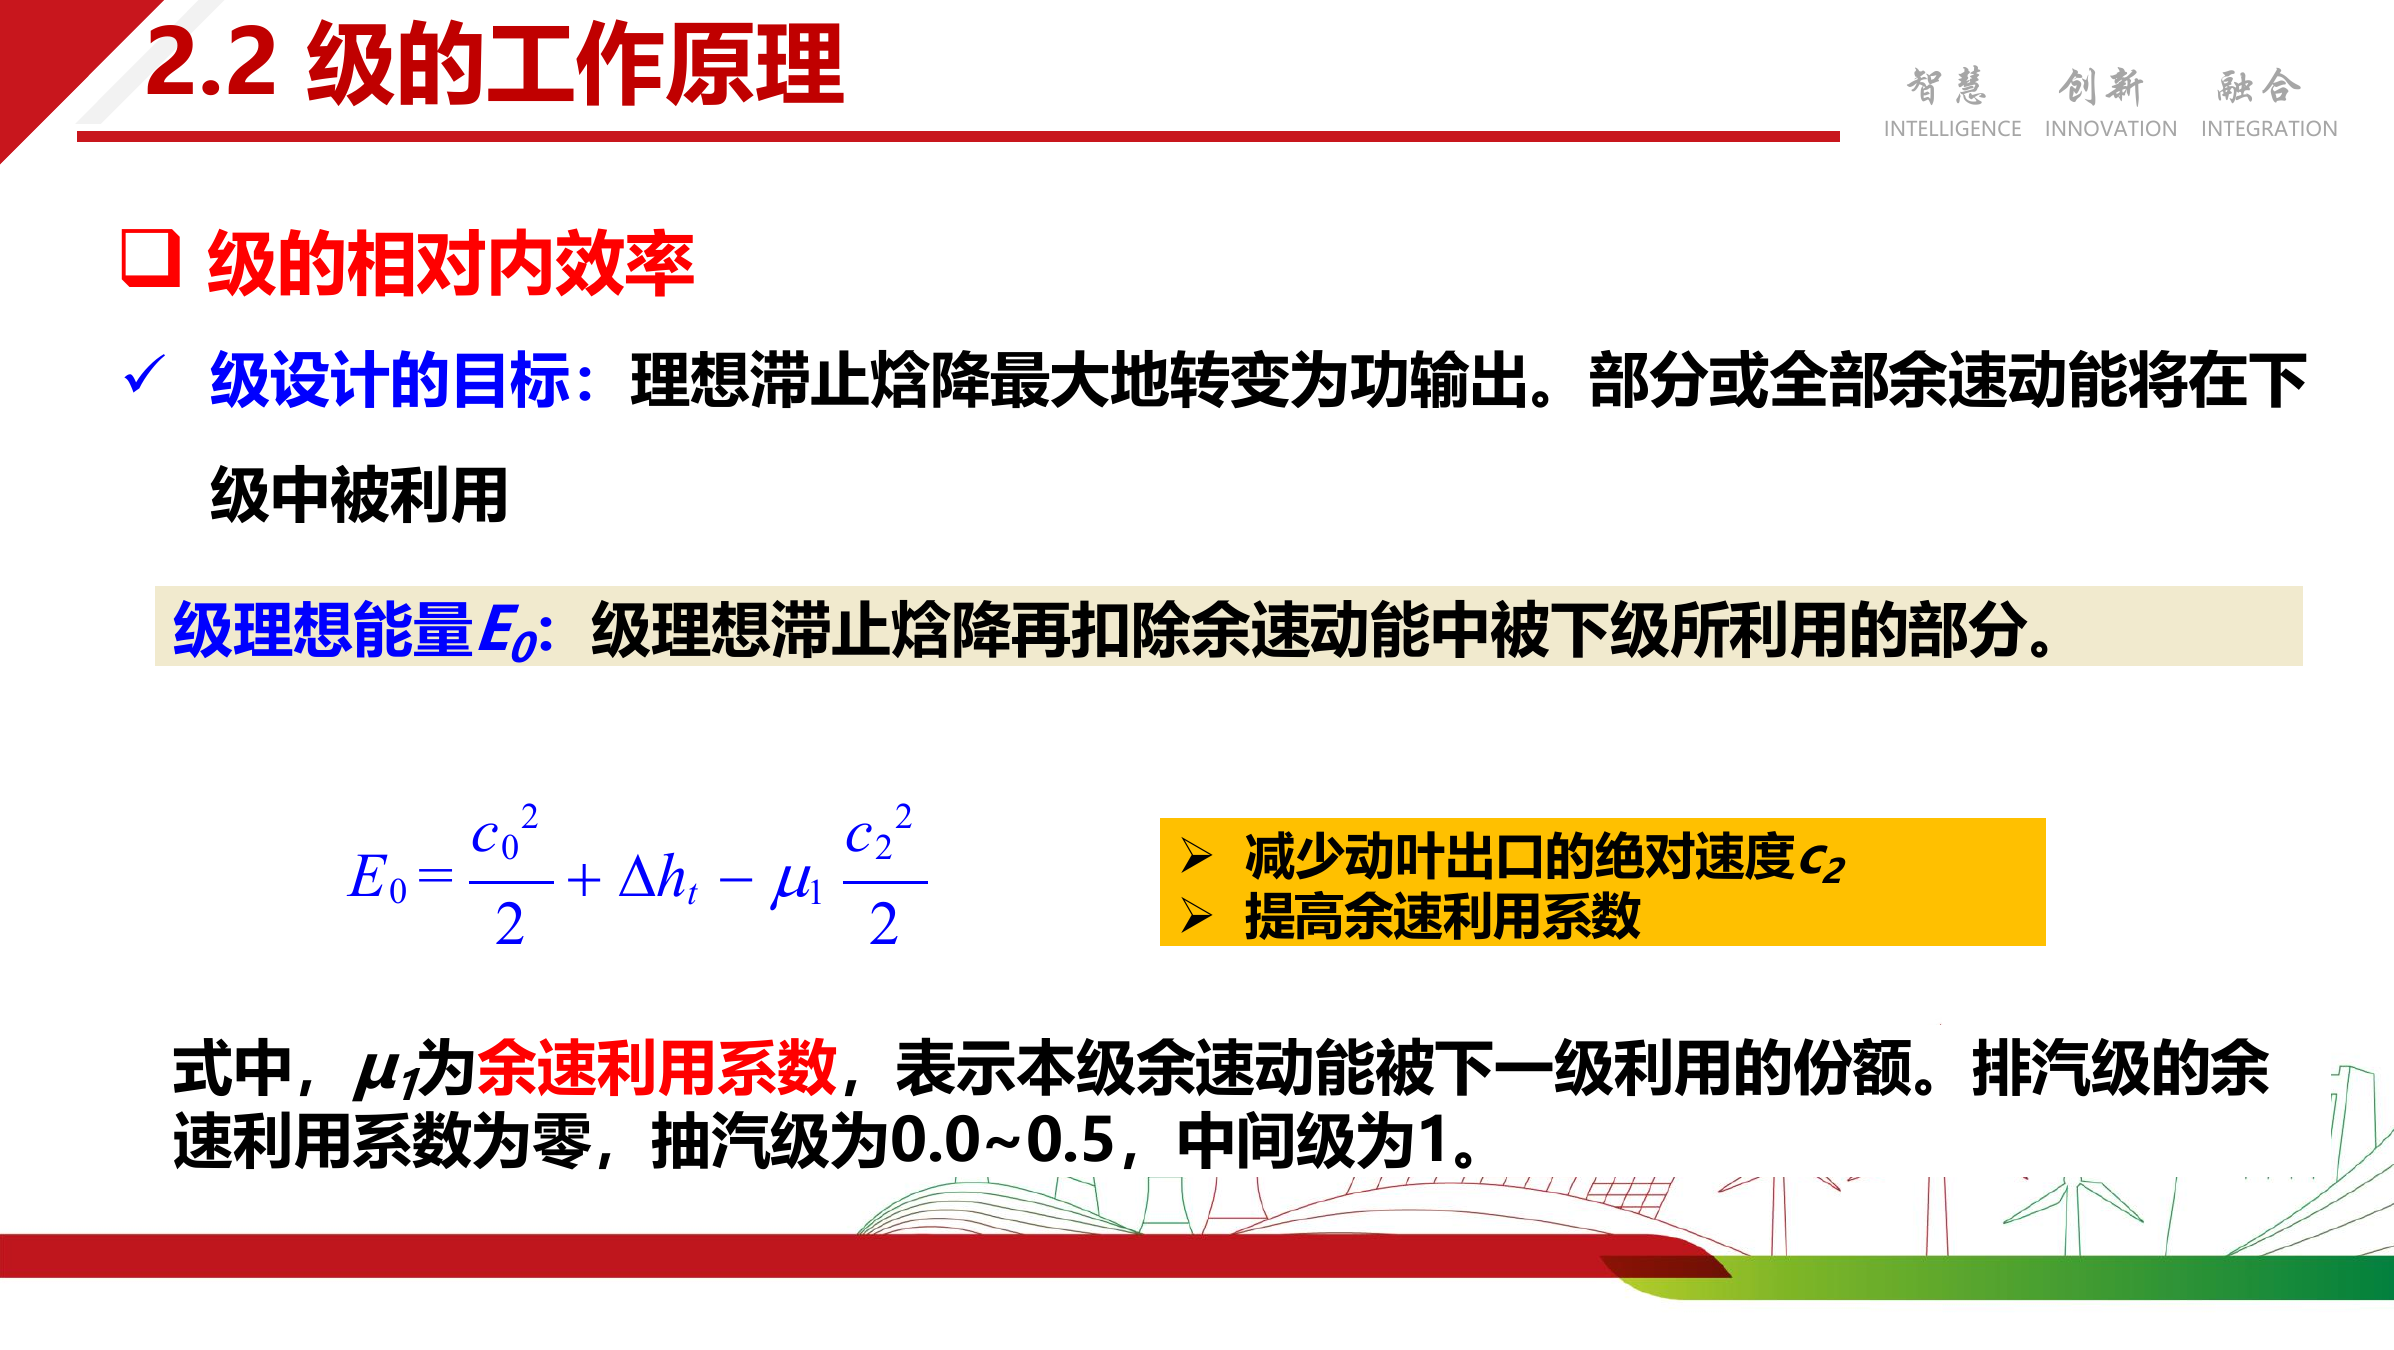 2.2 级的工作原理
智慧 创新 融合
INTELLIGENCE INNOVATION INTEGRATION
❑ 级的相对内效率
✓ 级设计的目标：理想滞止焓降最大地转变为功输出。部分或全部余速动能将在下
级中被利用
级理想能量E₀：级理想滞止焓降再扣除余速动能中被下级所利用的部分。
E₀ = c₀²/2 + Δhₜ − μ₁ c₂²/2
➢ 减少动叶出口的绝对速度c₂
➢ 提高余速利用系数
式中，μ₁为余速利用系数，表示本级余速动能被下一级利用的份额。排汽级的余
速利用系数为零，抽汽级为0.0~0.5，中间级为1。